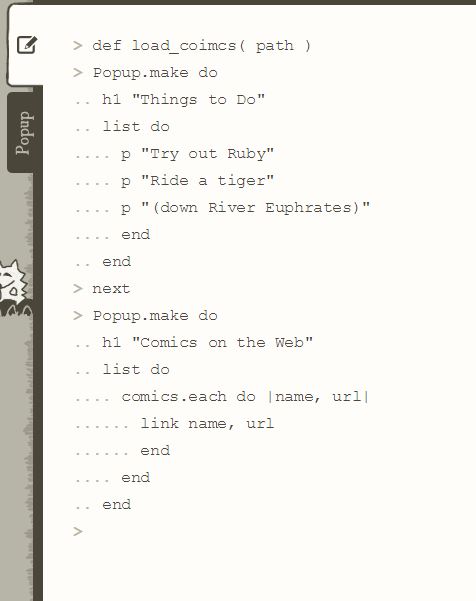 > def load_coimcs( path )
> Popup.make do
.. h1 "Things to Do"
.. list do
.... p "Try out Ruby"
.... p "Ride a tiger"
.... p "(down River Euphrates)"
.... end
.. end
> next
> Popup.make do
.. h1 "Comics on the Web"
.. list do
.... comics.each do |name, url|
...... link name, url
...... end
.... end
.. end
>
Popup